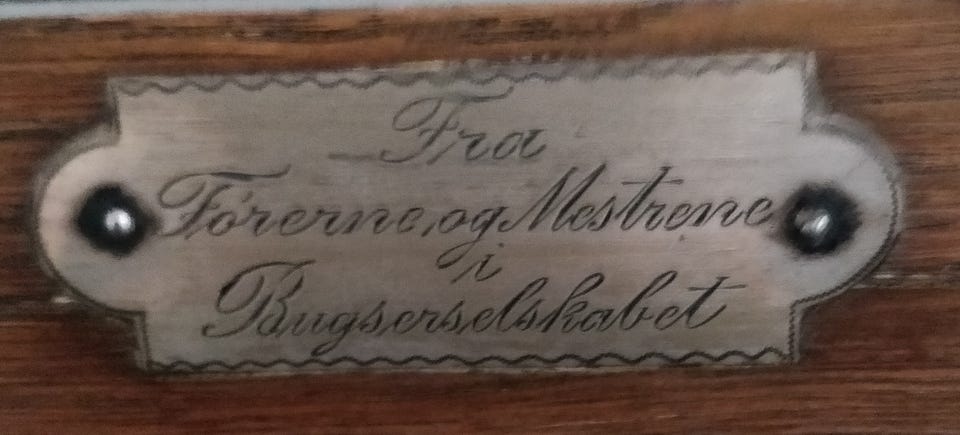 Fra
Førerne, og Mestrene
i
Bugserselskabet